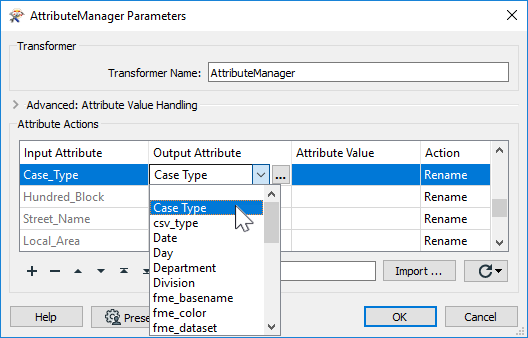 AttributeManager Parameters
Transformer
Transformer Name: AttributeManager
Advanced: Attribute Value Handling
Attribute Actions
Input Attribute Output Attribute Attribute Value Action
Case_Type Case Type ... Rename
Hundred_Block Rename
Street_Name Rename
Local_Area Rename
Case Type
csv_type
Date
Day
Department
Division
fme_basename
fme_color
fme_dataset
Import ...
Help Prese OK Cancel